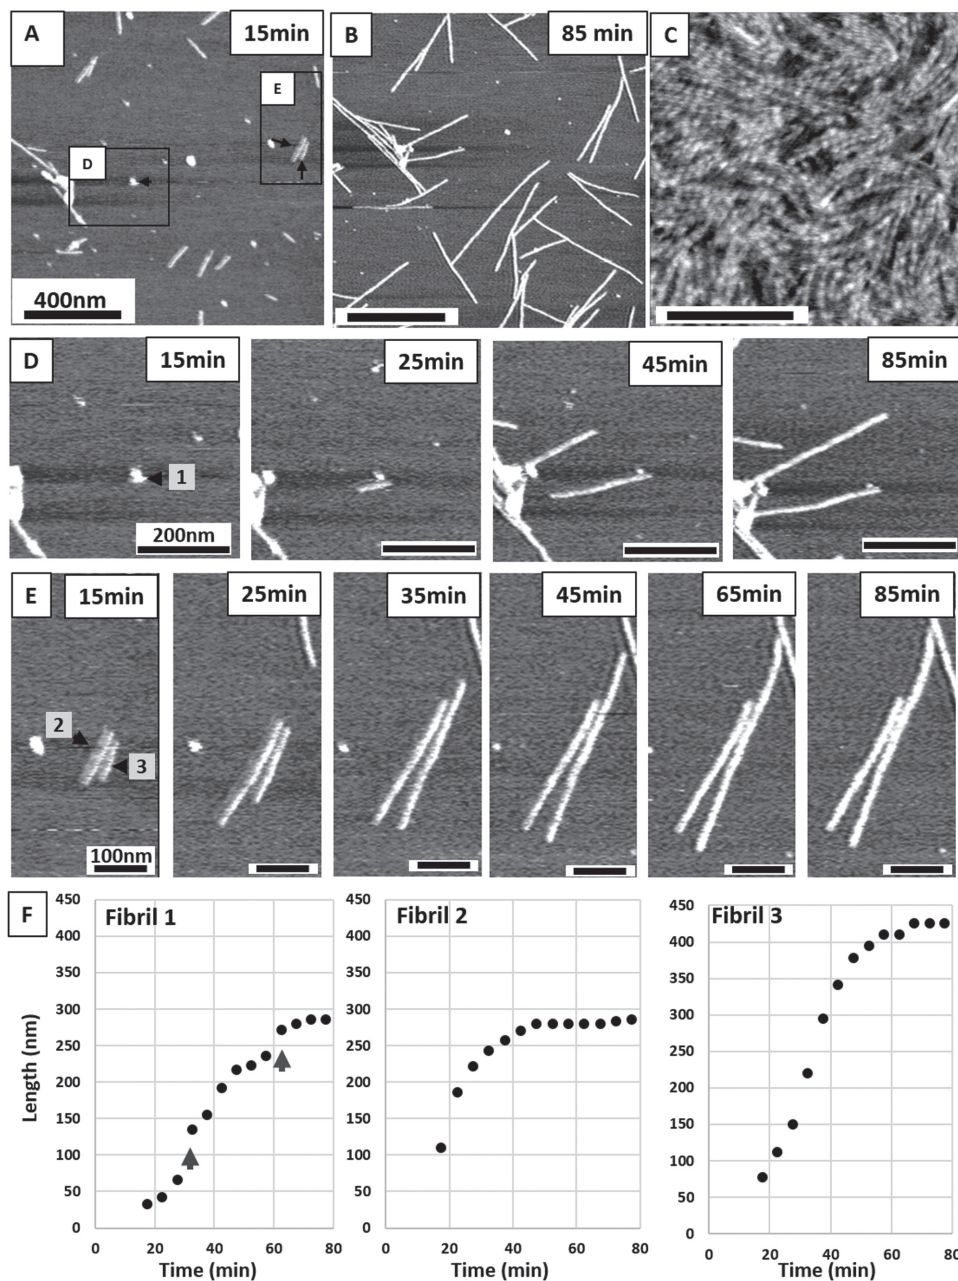 A 15min
E
D
400nm
B 85 min
C
D 15min
1
200nm
25min
45min
85min
E 15min
2
3
100nm
25min
35min
45min
65min
85min
F
Length (nm)
Fibril 1
450
400
350
300
250
200
150
100
50
0
0 20 40 60 80
Time (min)
Fibril 2
450
400
350
300
250
200
150
100
50
0
0 20 40 60 80
Time (min)
Fibril 3
450
400
350
300
250
200
150
100
50
0
0 20 40 60 80
Time (min)